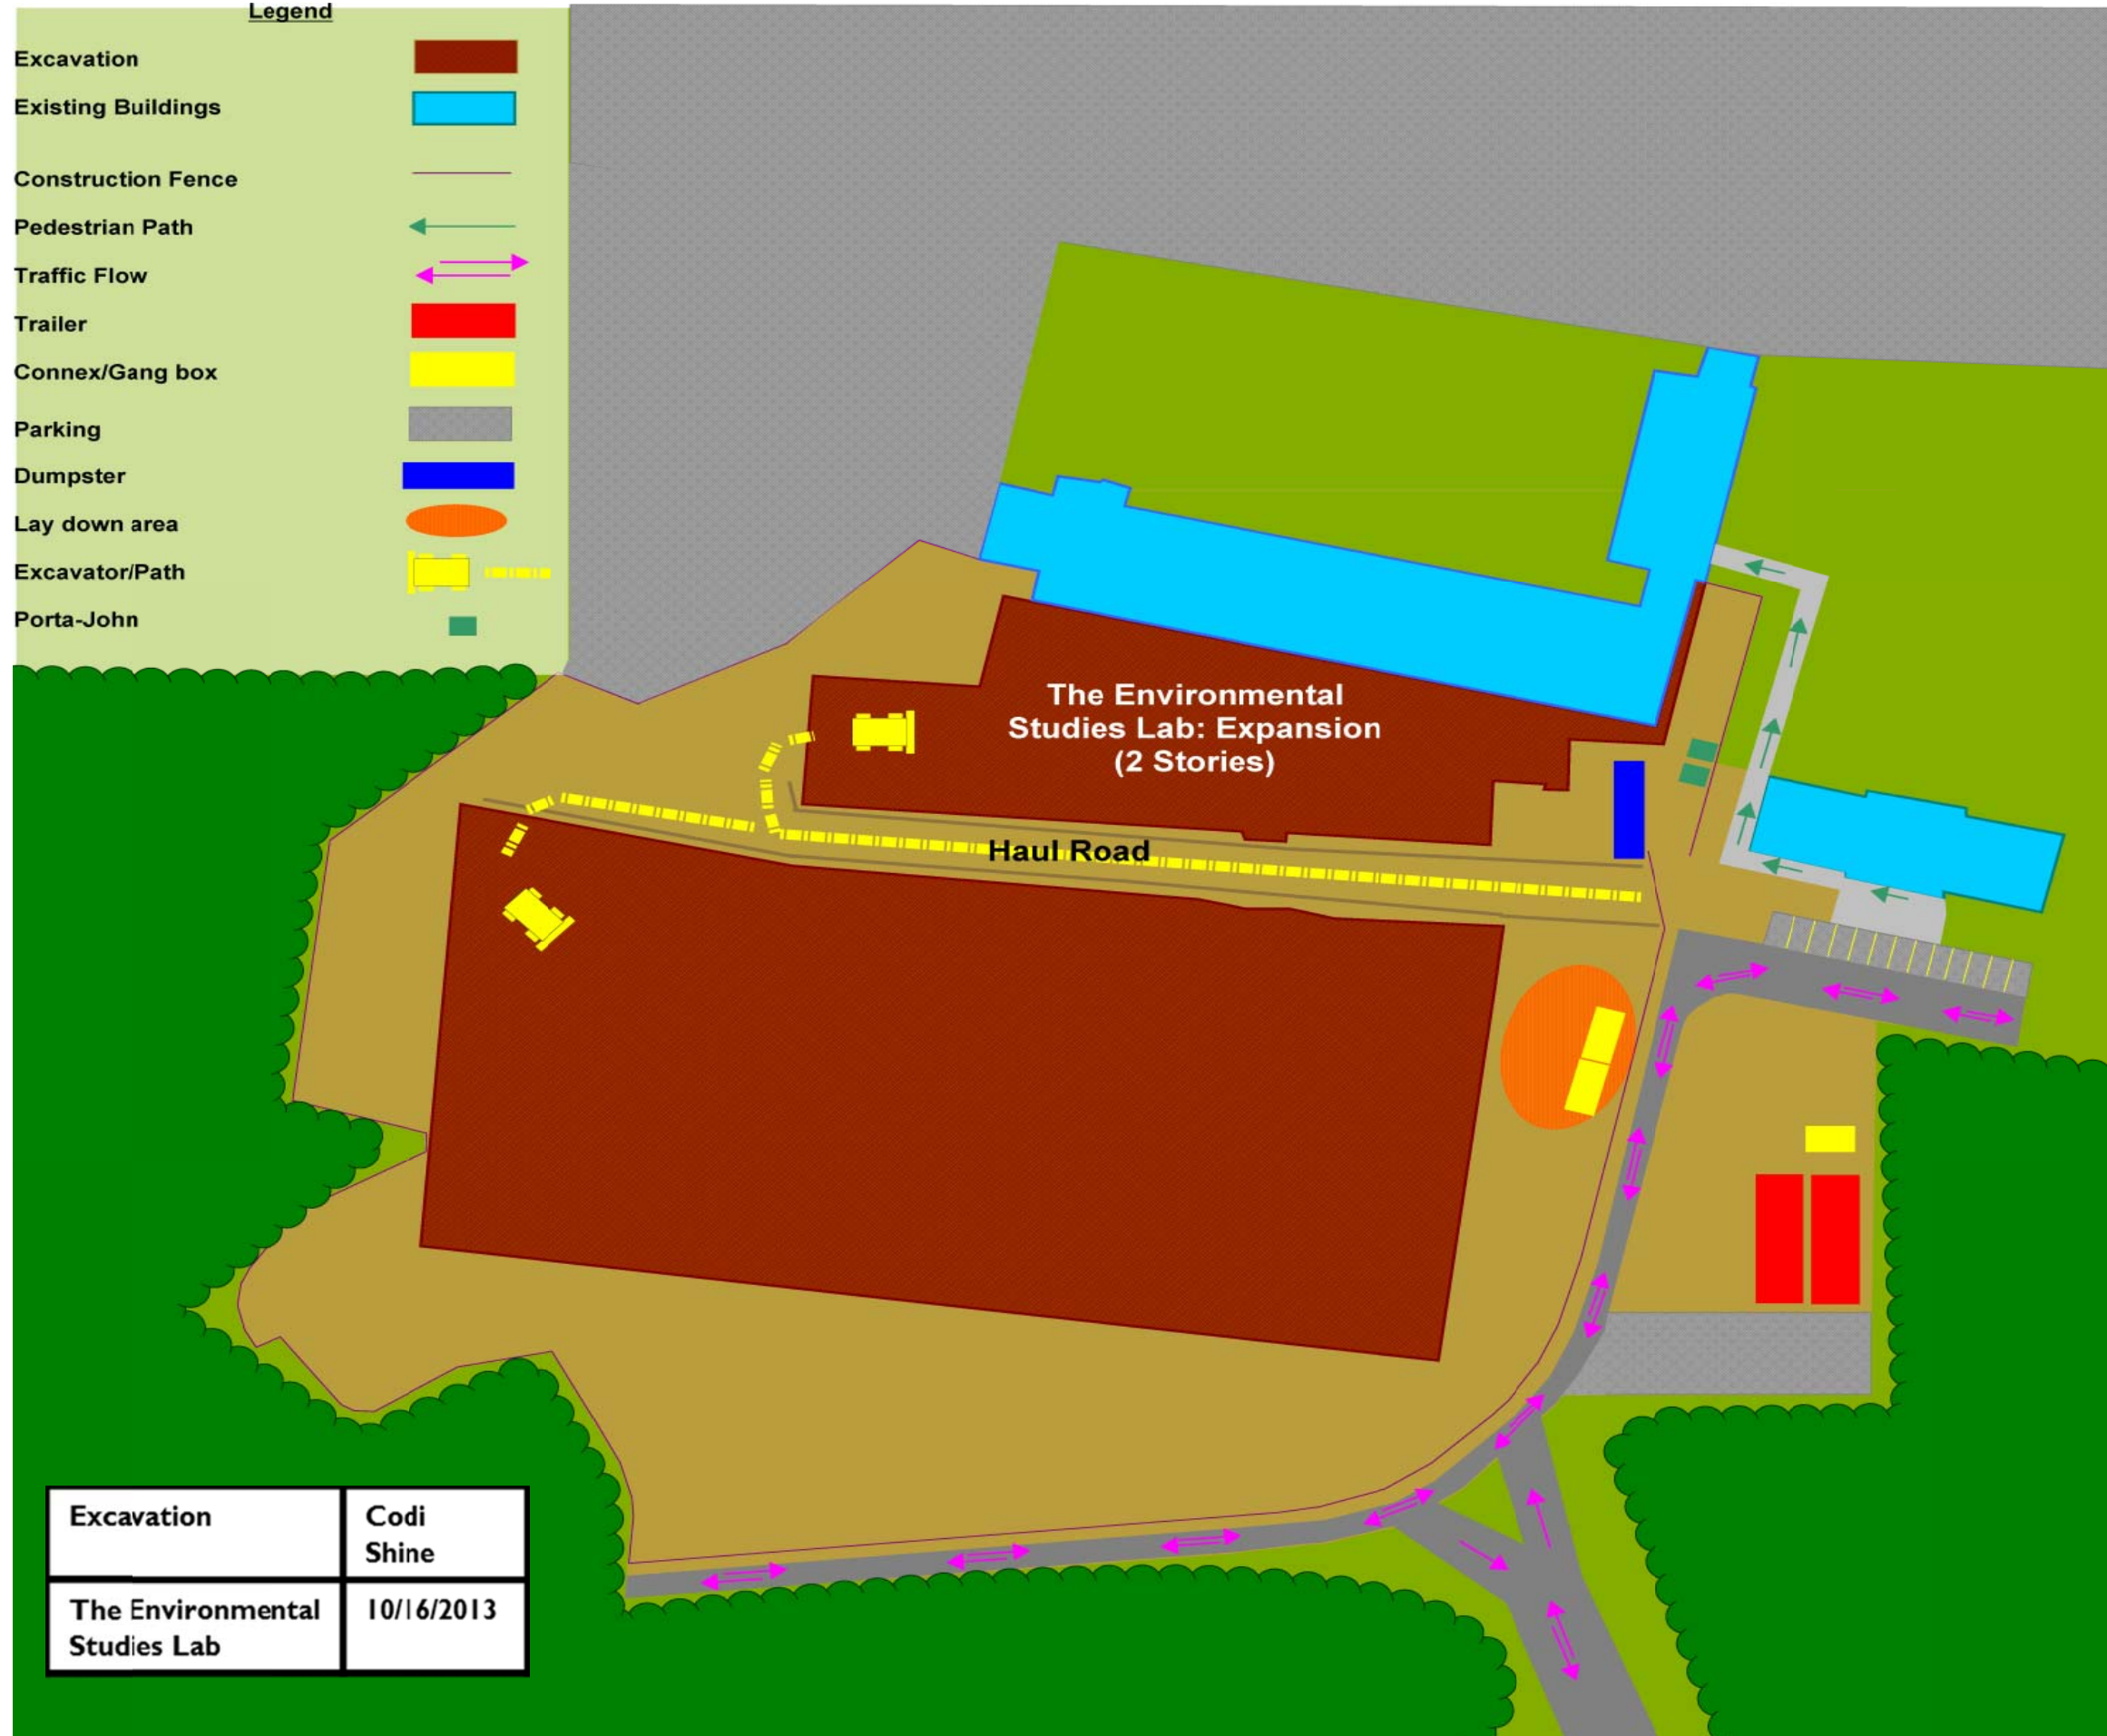 Legend
Excavation
Existing Buildings
Construction Fence
Pedestrian Path
Traffic Flow
Trailer
Connex/Gang box
Parking
Dumpster
Lay down area
Excavator/Path
Porta-John
The Environmental
Studies Lab: Expansion
(2 Stories)
Haul Road
Excavation
Codi
Shine
The Environmental
Studies Lab
10/16/2013